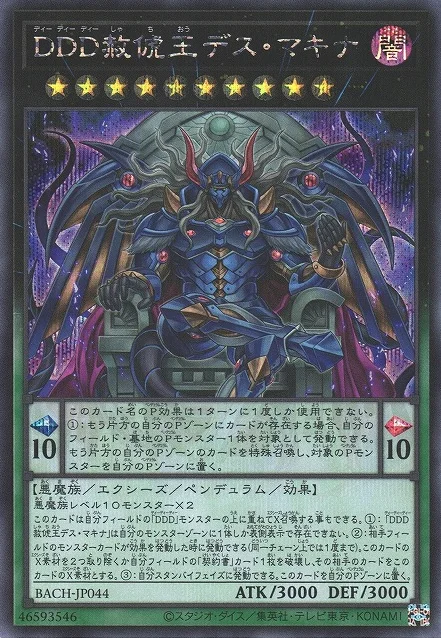 ディー ディー ディー しゃ ち おう
DDD赦俿王デス・マキナ
闇
このカード名のP効果は1ターンに1度しか使用できない。
①：もう片方の自分のPゾーンにカードが存在する場合、自分の
フィールド・墓地のPモンスター1体を対象として発動できる。
もう片方の自分のPゾーンのカードを特殊召喚し、対象のPモ
ンスターを自分のPゾーンに置く。
10
10
【悪魔族／エクシーズ／ペンデュラム／効果】
悪魔族レベル10モンスター×2
このカードは自分フィールドの「DDD」モンスターの上に重ねてX召喚する事もできる。①：「DDD
赦俿王デス・マキナ」は自分のモンスターゾーンに1体しか表側表示で存在できない。②：相手フィー
ルドのモンスターカードが効果を発動した時に発動できる(同一チェーン上では1度まで)。このカードの
X素材を2つ取り除くか自分フィールドの「契約書」カード1枚を破壊し、その相手のカードをこの
カードのX素材とする。③：自分スタンバイフェイズに発動できる。このカードを自分のPゾーンに置く。
BACH-JP044
ATK/3000
DEF/3000
46593546
©スタジオ・ダイス／集英社・テレビ東京・KONAMI